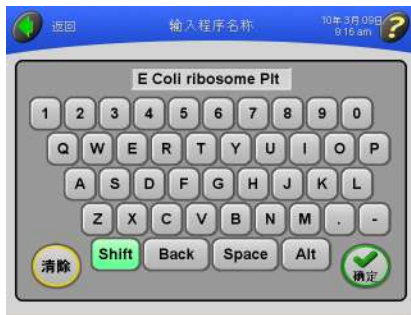 返回 输入程序名称 10年3月09日
9:16 am ?
E Coli ribosome Plt
1 2 3 4 5 6 7 8 9 0
Q W E R T Y U I O P
A S D F G H J K L
Z X C V B N M . -
清除 Shift Back Space Alt 确定